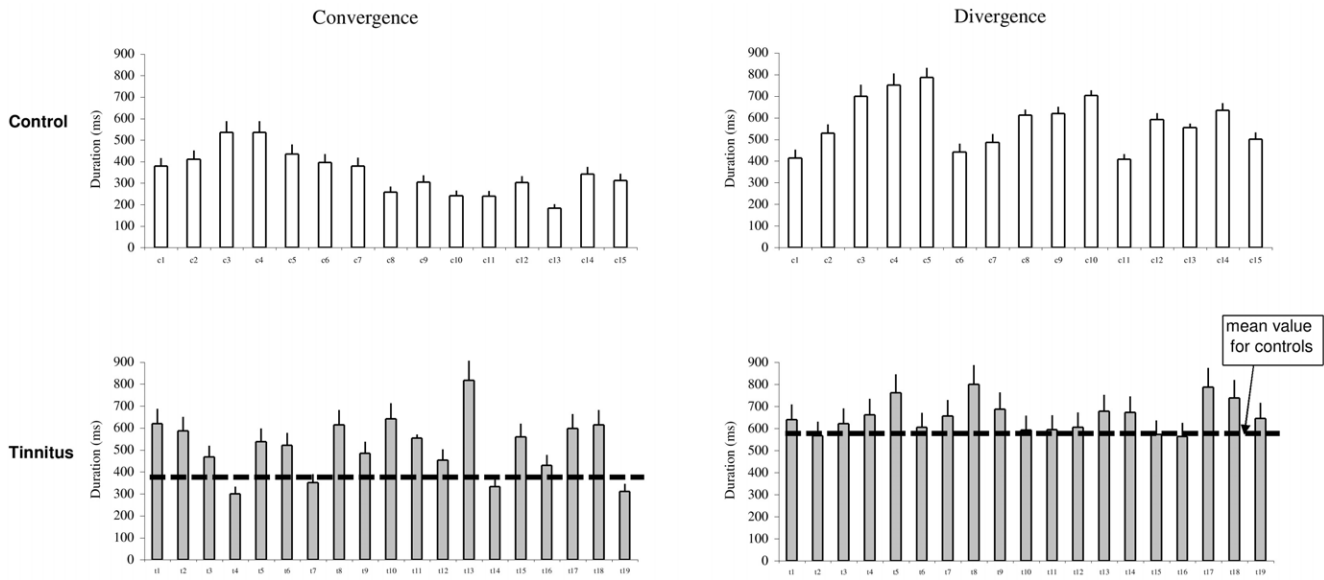 Convergence
Divergence
Control
Duration (ms)
900
800
700
600
500
400
300
200
100
0
c1 c2 c3 c4 c5 c6 c7 c8 c9 c10 c11 c12 c13 c14 c15
Duration (ms)
900
800
700
600
500
400
300
200
100
0
c1 c2 c3 c4 c5 c6 c7 c8 c9 c10 c11 c12 c13 c14 c15
mean value
for controls
Tinnitus
Duration (ms)
900
800
700
600
500
400
300
200
100
0
t1 t2 t3 t4 t5 t6 t7 t8 t9 t10 t11 t12 t13 t14 t15 t16 t17 t18 t19
Duration (ms)
900
800
700
600
500
400
300
200
100
0
t1 t2 t3 t4 t5 t6 t7 t8 t9 t10 t11 t12 t13 t14 t15 t16 t17 t18 t19